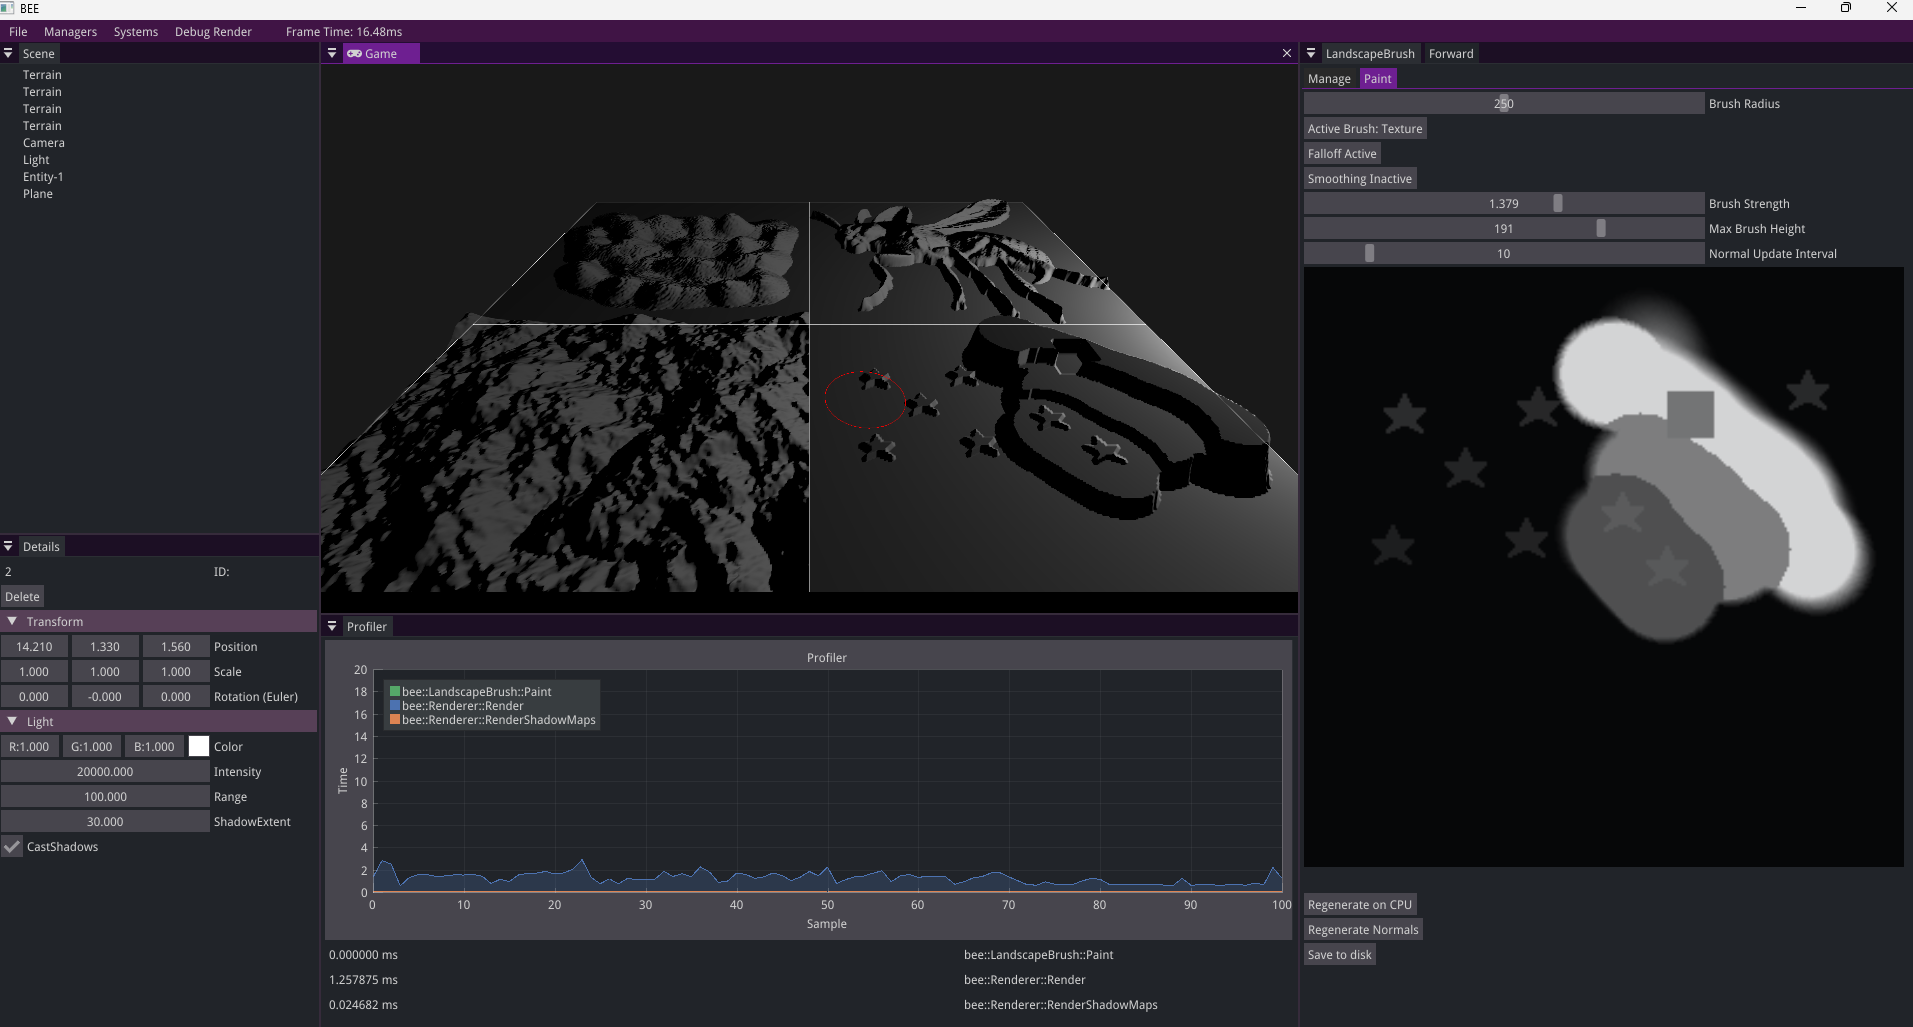 BEE
File Managers Systems Debug Render Frame Time: 16.48ms
Scene
Terrain
Terrain
Terrain
Terrain
Camera
Light
Entity-1
Plane
Details
2 ID:
Delete
Transform
14.210 1.330 1.560 Position
1.000 1.000 1.000 Scale
0.000 -0.000 0.000 Rotation (Euler)
Light
R:1.000 G:1.000 B:1.000 Color
20000.000 Intensity
100.000 Range
30.000 ShadowExtent
CastShadows
Game
Profiler
Profiler
bee::LandscapeBrush::Paint
bee::Renderer::Render
bee::Renderer::RenderShadowMaps
20
18
16
14
12
10
8
6
4
2
0
Time
0 10 20 30 40 50 60 70 80 90 100
Sample
0.000000 ms bee::LandscapeBrush::Paint
1.257875 ms bee::Renderer::Render
0.024682 ms bee::Renderer::RenderShadowMaps
LandscapeBrush Forward
Manage Paint
250 Brush Radius
Active Brush: Texture
Falloff Active
Smoothing Inactive
1.379 Brush Strength
191 Max Brush Height
10 Normal Update Interval
Regenerate on CPU
Regenerate Normals
Save to disk